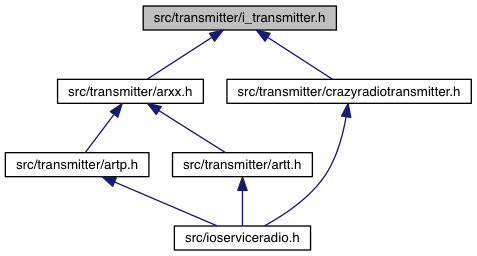 src/transmitter/i_transmitter.h
src/transmitter/arxx.h
src/transmitter/crazyradiotransmitter.h
src/transmitter/artp.h
src/transmitter/artt.h
src/ioserviceradio.h